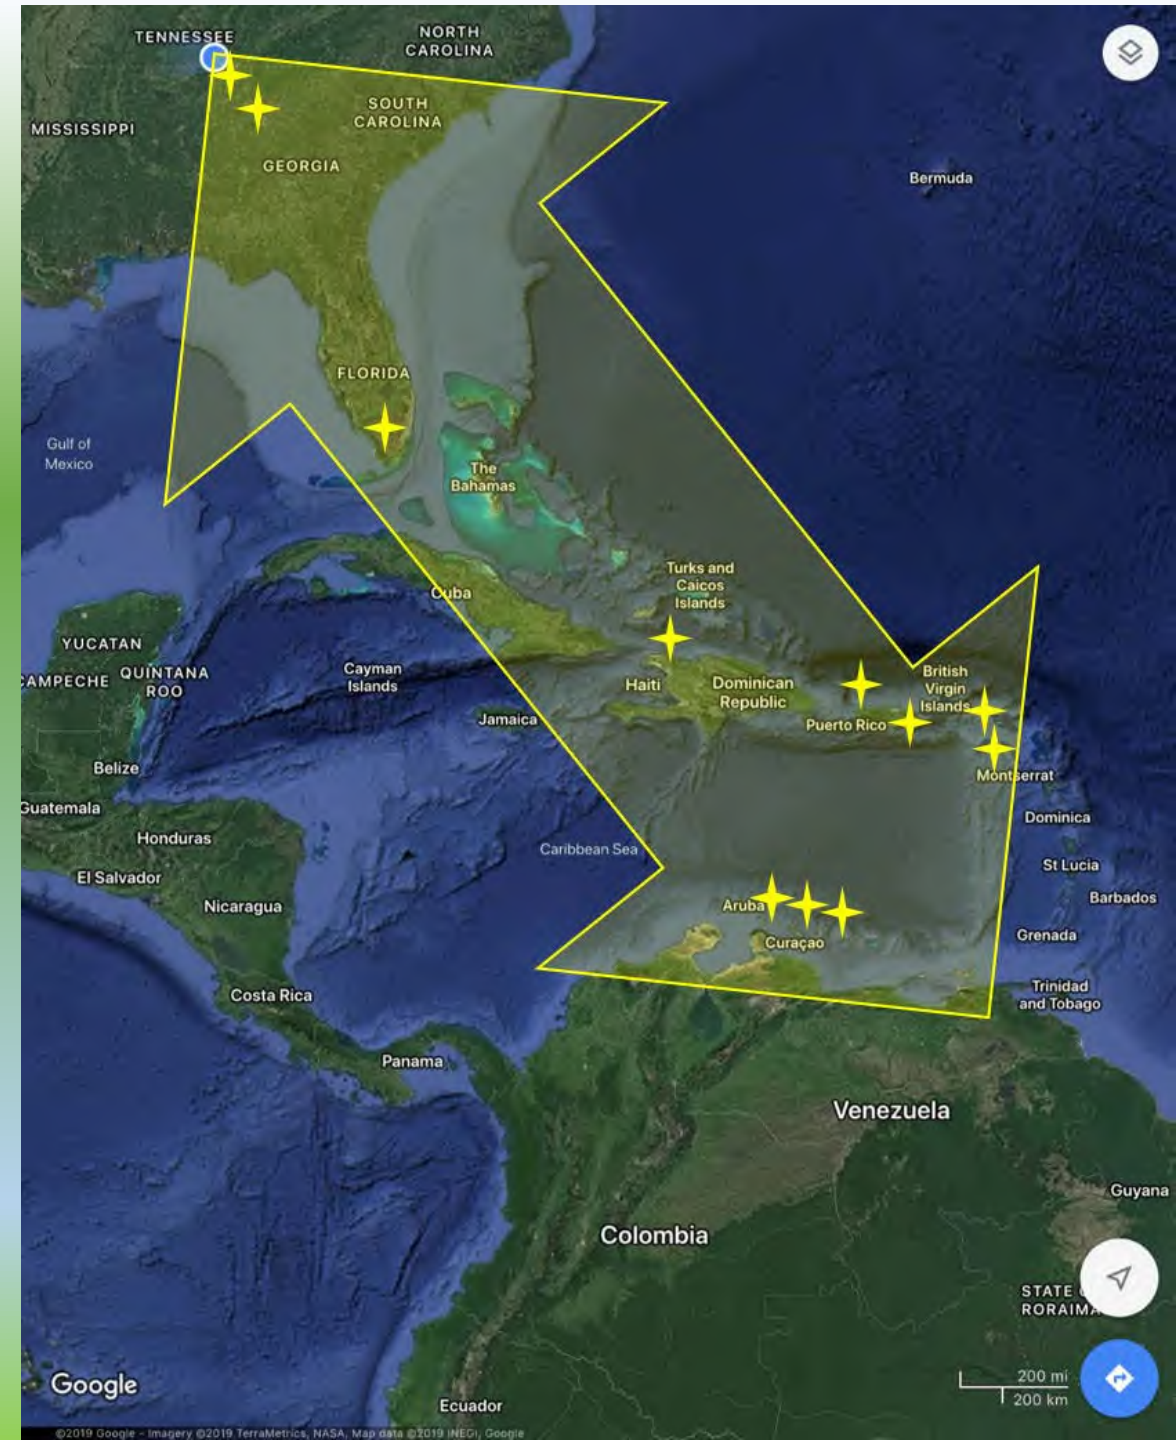 TENNESSEE
NORTH
CAROLINA
SOUTH
CAROLINA
MISSISSIPPI
GEORGIA
Bermuda
FLORIDA
Gulf of
Mexico
The
Bahamas
Turks and
Caicos
Islands
Cuba
YUCATAN
CAMPECHE
QUINTANA
ROO
Cayman
Islands
Haiti
Dominican
Republic
British
Virgin
Islands
Jamaica
Puerto Rico
Belize
Montserrat
Guatemala
Dominica
Honduras
Caribbean Sea
St Lucia
El Salvador
Barbados
Nicaragua
Aruba
Curaçao
Grenada
Costa Rica
Trinidad
and Tobago
Panama
Venezuela
Guyana
Colombia
STATE
RORAIMA
200 mi
200 km
Google
Ecuador
©2019 Google - Imagery ©2019 TerraMetrics, NASA, Map data ©2019 INEGI, Google